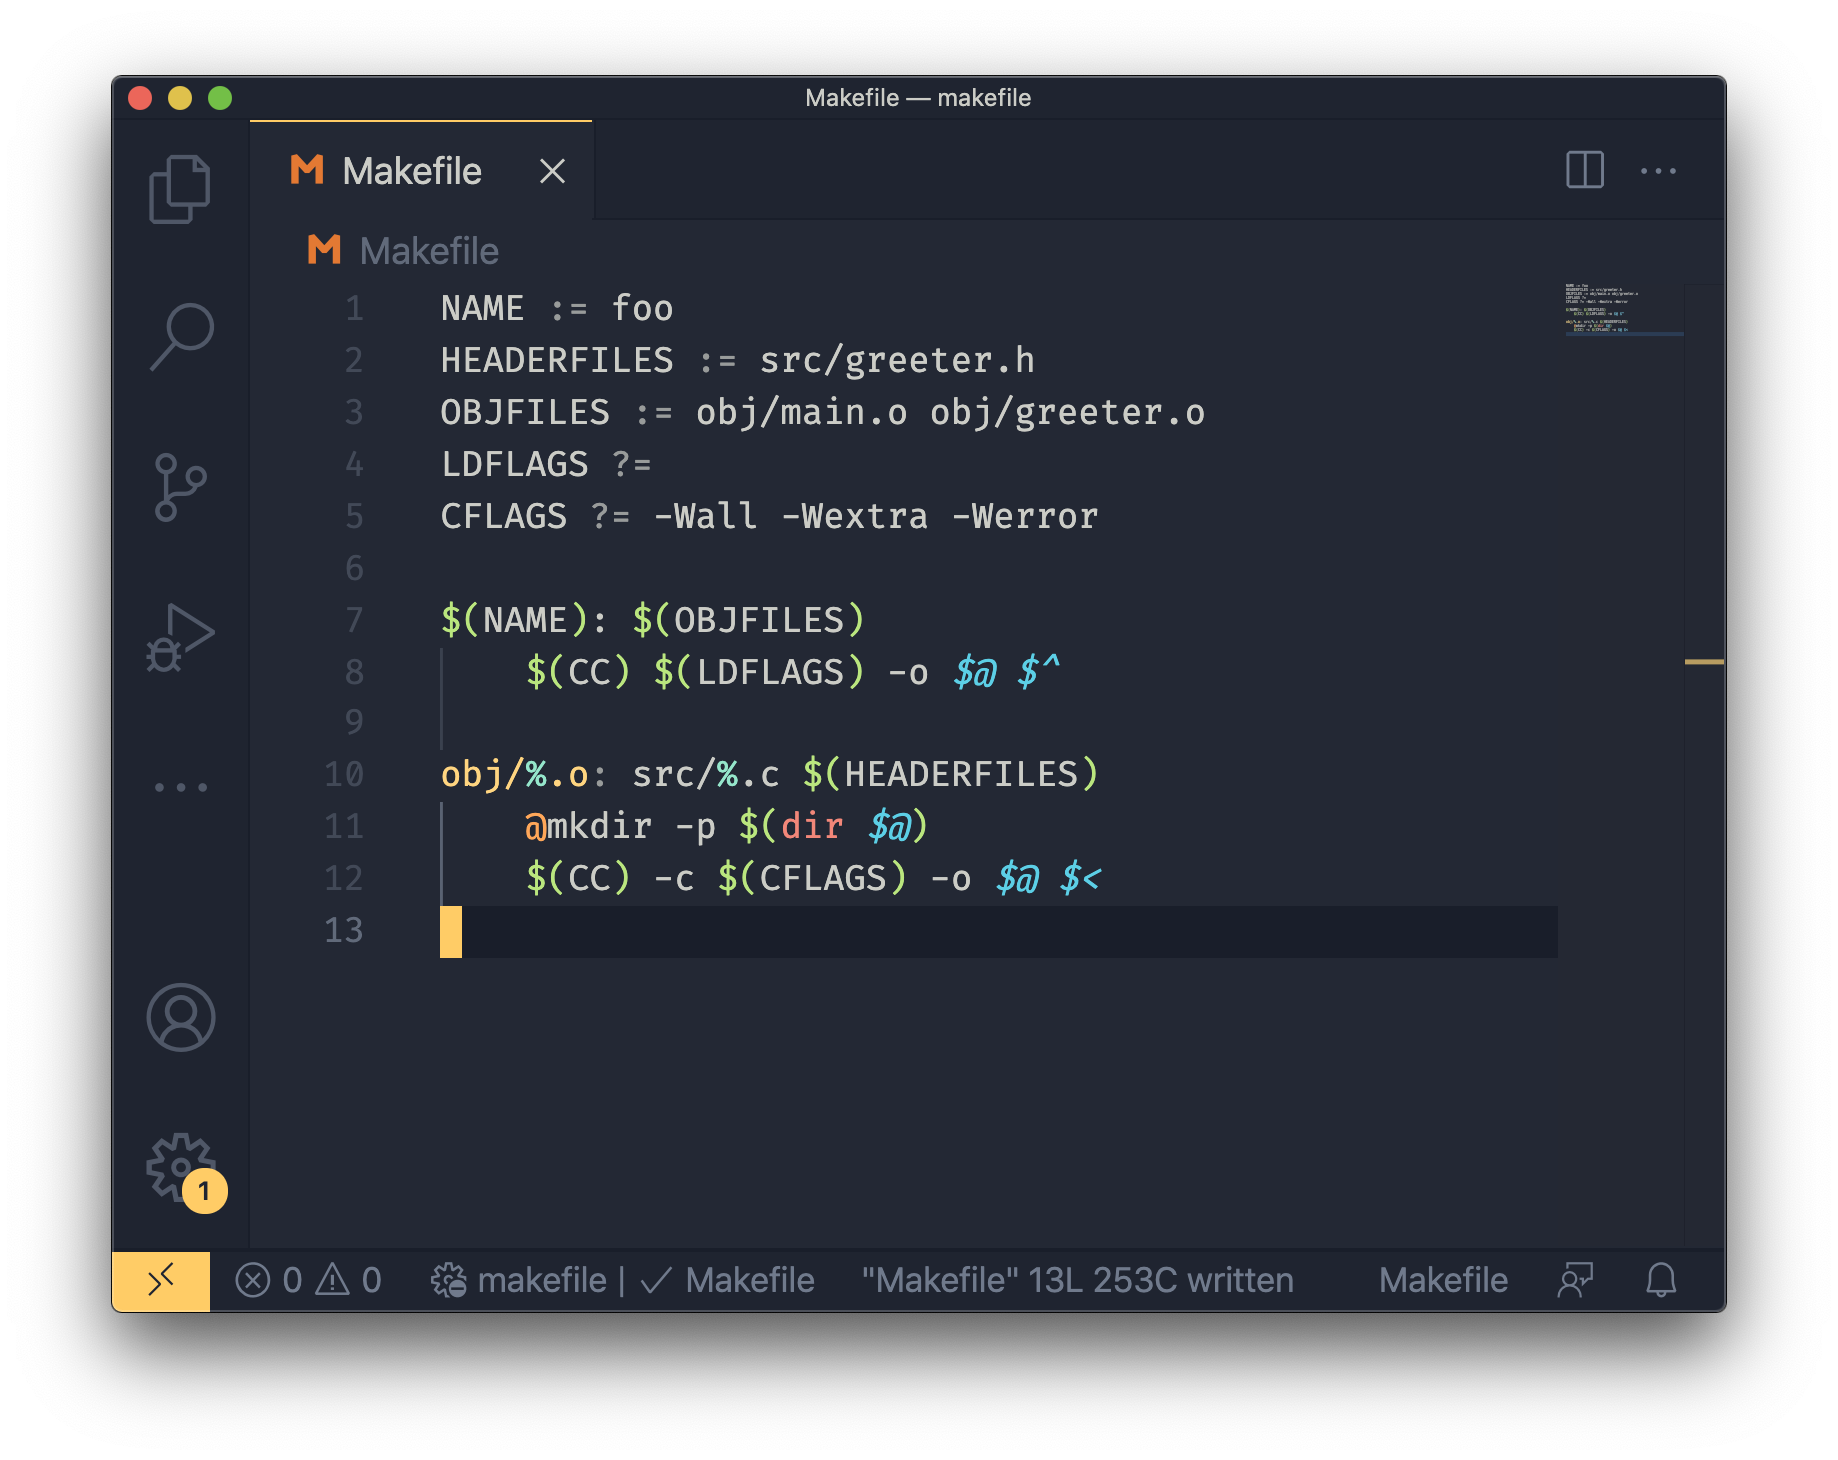 Makefile — makefile
Makefile
Makefile
1 NAME := foo
2 HEADERFILES := src/greeter.h
3 OBJFILES := obj/main.o obj/greeter.o
4 LDFLAGS ?=
5 CFLAGS ?= -Wall -Wextra -Werror
6
7 $(NAME): $(OBJFILES)
8     $(CC) $(LDFLAGS) -o $@ $^
9
10 obj/%.o: src/%.c $(HEADERFILES)
11     @mkdir -p $(dir $@)
12     $(CC) -c $(CFLAGS) -o $@ $<
13
1
0 0 makefile | ✓ Makefile "Makefile" 13L 253C written Makefile